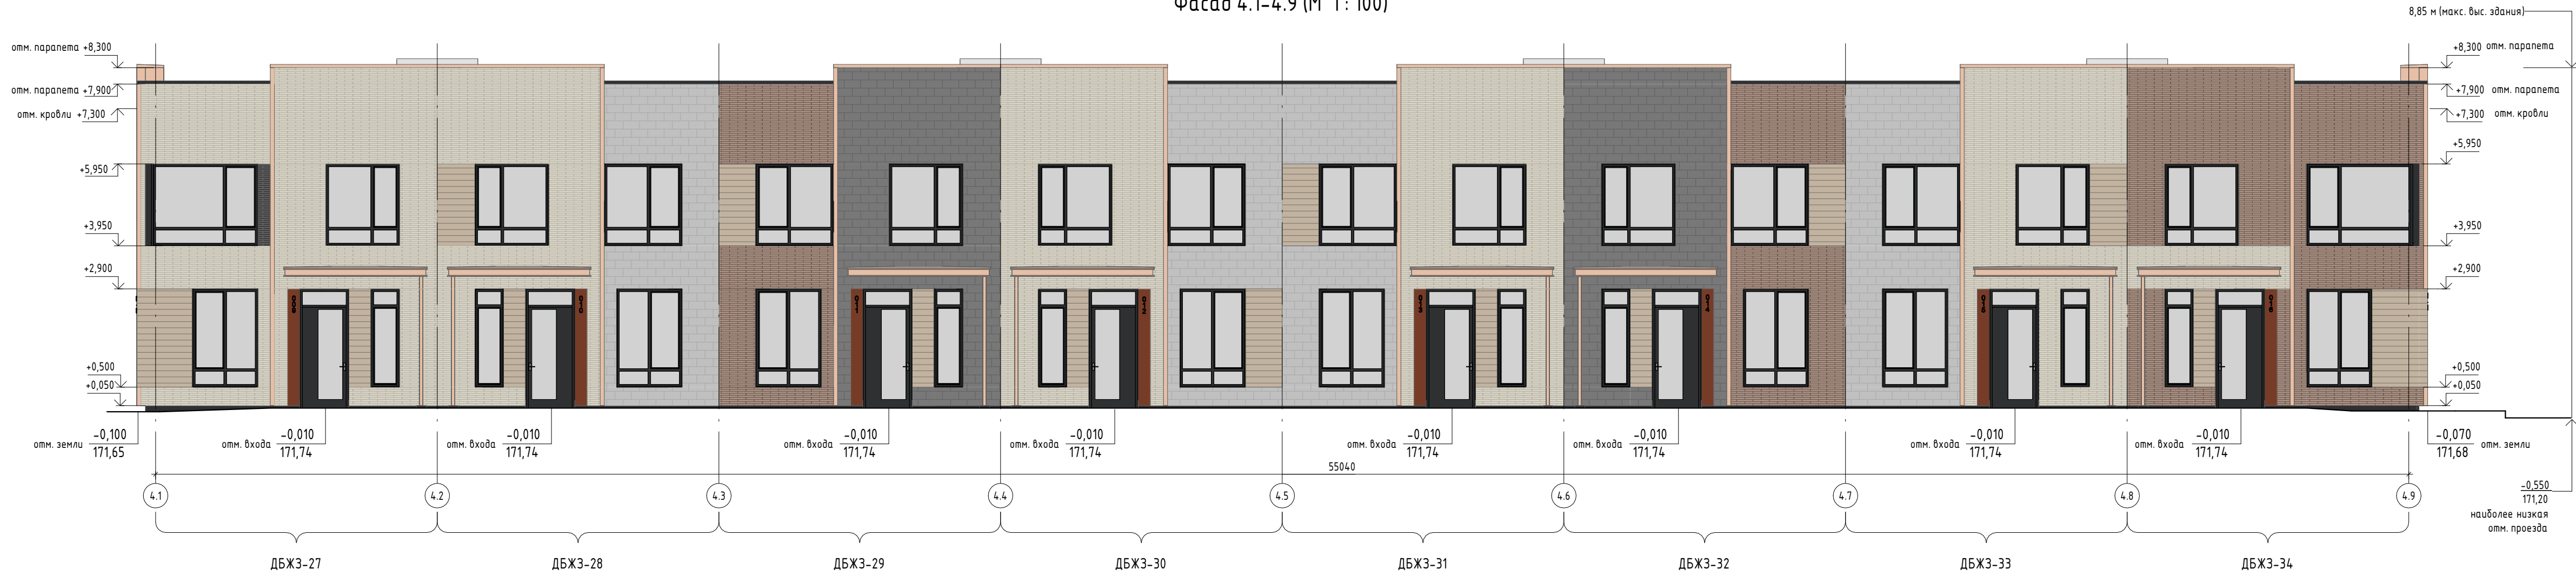 Фасад 4.1-4.9 (М 1:100)
8,85 м (макс. выс. здания)
отм. парапета +8,300
+8,300 отм. парапета
отм. парапета +7,900
+7,900 отм. парапета
отм. кровли +7,300
+7,300 отм. кровли
+5,950
+5,950
+3,950
+3,950
+2,900
+2,900
009
010
011
012
013
014
015
016
+0,500
+0,500
+0,050
+0,050
отм. земли -0,100
171,65
отм. входа -0,010
171,74
отм. входа -0,010
171,74
отм. входа -0,010
171,74
отм. входа -0,010
171,74
отм. входа -0,010
171,74
отм. входа -0,010
171,74
отм. входа -0,010
171,74
отм. входа -0,010
171,74
-0,070 отм. земли
171,68
55040
4.1
4.2
4.3
4.4
4.5
4.6
4.7
4.8
4.9
-0,550
171,20
наиболее низкая
отм. проезда
ДБЖЗ-27
ДБЖЗ-28
ДБЖЗ-29
ДБЖЗ-30
ДБЖЗ-31
ДБЖЗ-32
ДБЖЗ-33
ДБЖЗ-34